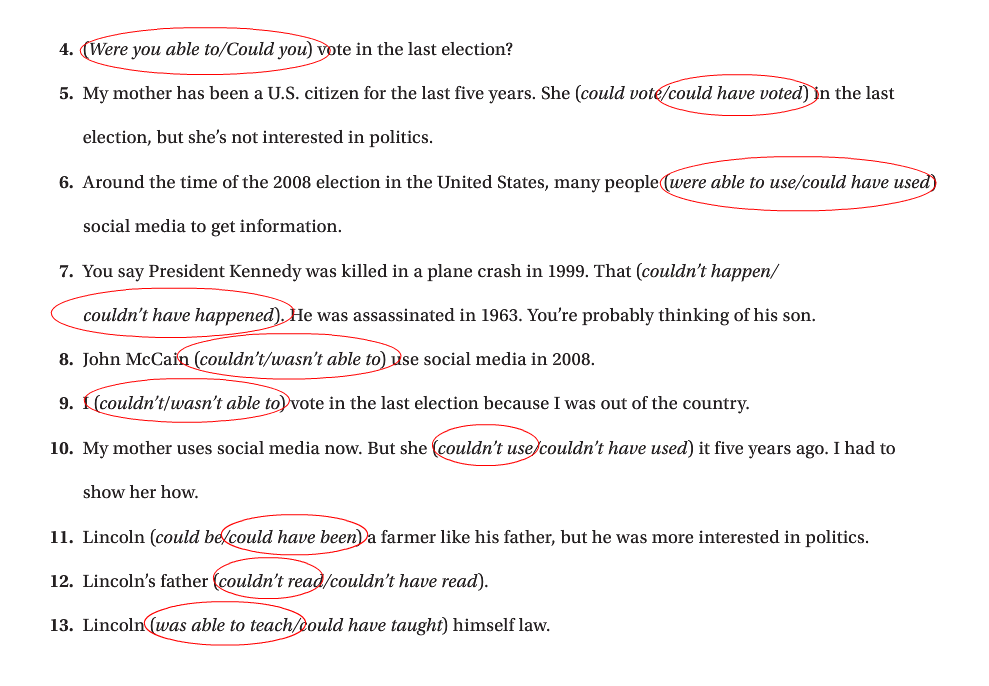 4. (Were you able to/Could you) vote in the last election?
5. My mother has been a U.S. citizen for the last five years. She (could vote/could have voted) in the last
election, but she's not interested in politics.
6. Around the time of the 2008 election in the United States, many people (were able to use/could have used)
social media to get information.
7. You say President Kennedy was killed in a plane crash in 1999. That (couldn't happen/
couldn't have happened). He was assassinated in 1963. You're probably thinking of his son.
8. John McCain (couldn't/wasn't able to) use social media in 2008.
9. I (couldn't/wasn't able to) vote in the last election because I was out of the country.
10. My mother uses social media now. But she (couldn't use/couldn't have used) it five years ago. I had to
show her how.
11. Lincoln (could be/could have been) a farmer like his father, but he was more interested in politics.
12. Lincoln's father (couldn't read/couldn't have read).
13. Lincoln (was able to teach/could have taught) himself law.